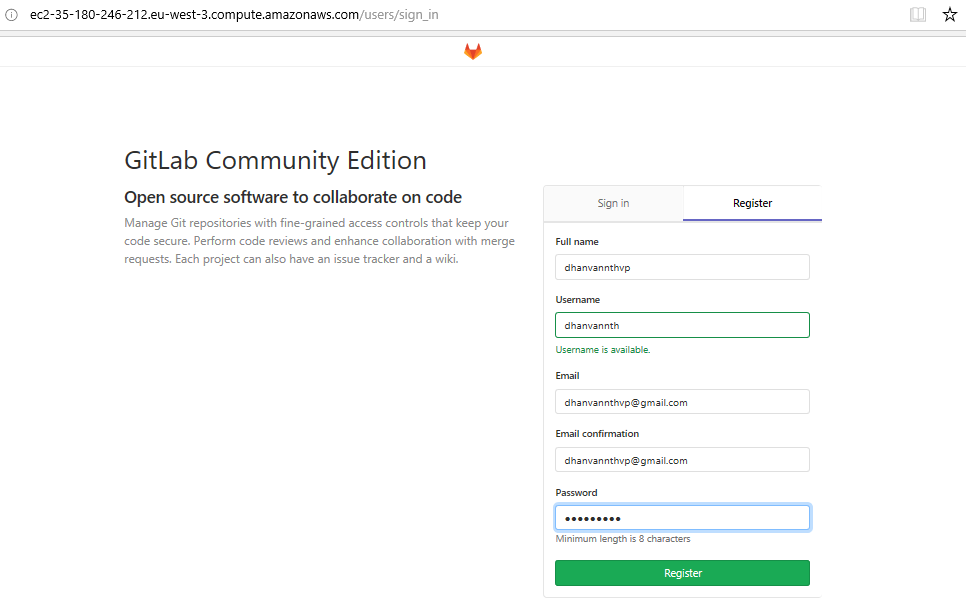 ec2-35-180-246-212.eu-west-3.compute.amazonaws.com/users/sign_in
GitLab Community Edition
Open source software to collaborate on code
Manage Git repositories with fine-grained access controls that keep your
code secure. Perform code reviews and enhance collaboration with merge
requests. Each project can also have an issue tracker and a wiki.
Sign in
Register
Full name
dhanvannthvp
Username
dhanvannth
Username is available.
Email
dhanvannthvp@gmail.com
Email confirmation
dhanvannthvp@gmail.com
Password
•••••••••
Minimum length is 8 characters
Register